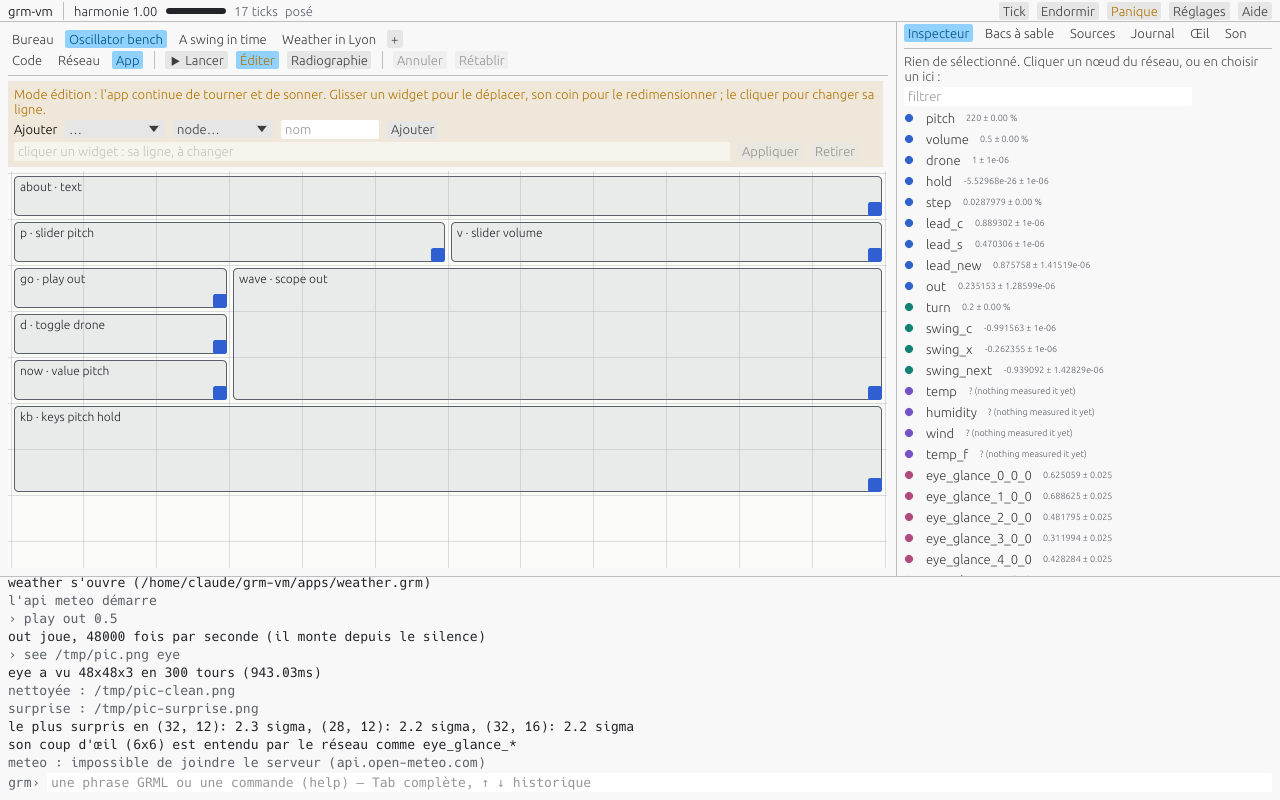 grm-vm harmonie 1.00 17 ticks posé Tick Endormir Panique Réglages Aide
Bureau Oscillator bench A swing in time Weather in Lyon +
Code Réseau App ▶ Lancer Éditer Radiographie Annuler Rétablir
Mode édition : l'app continue de tourner et de sonner. Glisser un widget pour le déplacer, son coin pour le redimensionner ; le cliquer pour changer sa
ligne.
Ajouter ... node... nom Ajouter
cliquer un widget : sa ligne, à changer Appliquer Retirer
about · text
p · slider pitch v · slider volume
go · play out wave · scope out
d · toggle drone
now · value pitch
kb · keys pitch hold
Inspecteur Bacs à sable Sources Journal Œil Son
Rien de sélectionné. Cliquer un nœud du réseau, ou en choisir
un ici :
filtrer
pitch 220 ± 0.00 %
volume 0.5 ± 0.00 %
drone 1 ± 1e-06
hold -5.52968e-26 ± 1e-06
step 0.0287979 ± 0.00 %
lead_c 0.889302 ± 1e-06
lead_s 0.470306 ± 1e-06
lead_new 0.875758 ± 1.41519e-06
out 0.235153 ± 1.28599e-06
turn 0.2 ± 0.00 %
swing_c -0.991563 ± 1e-06
swing_x -0.262355 ± 1e-06
swing_next -0.939092 ± 1.42829e-06
temp ? (nothing measured it yet)
humidity ? (nothing measured it yet)
wind ? (nothing measured it yet)
temp_f ? (nothing measured it yet)
eye_glance_0_0_0 0.625059 ± 0.025
eye_glance_1_0_0 0.688625 ± 0.025
eye_glance_2_0_0 0.481795 ± 0.025
eye_glance_3_0_0 0.311994 ± 0.025
eye_glance_4_0_0 0.428284 ± 0.025
weather s'ouvre (/home/claude/grm-vm/apps/weather.grm)
l'api meteo démarre
› play out 0.5
out joue, 48000 fois par seconde (il monte depuis le silence)
› see /tmp/pic.png eye
eye a vu 48x48x3 en 300 tours (943.03ms)
nettoyée : /tmp/pic-clean.png
surprise : /tmp/pic-surprise.png
le plus surpris en (32, 12): 2.3 sigma, (28, 12): 2.2 sigma, (32, 16): 2.2 sigma
son coup d'œil (6x6) est entendu par le réseau comme eye_glance_*
meteo : impossible de joindre le serveur (api.open-meteo.com)
grm› une phrase GRML ou une commande (help) — Tab complète, ↑ ↓ historique